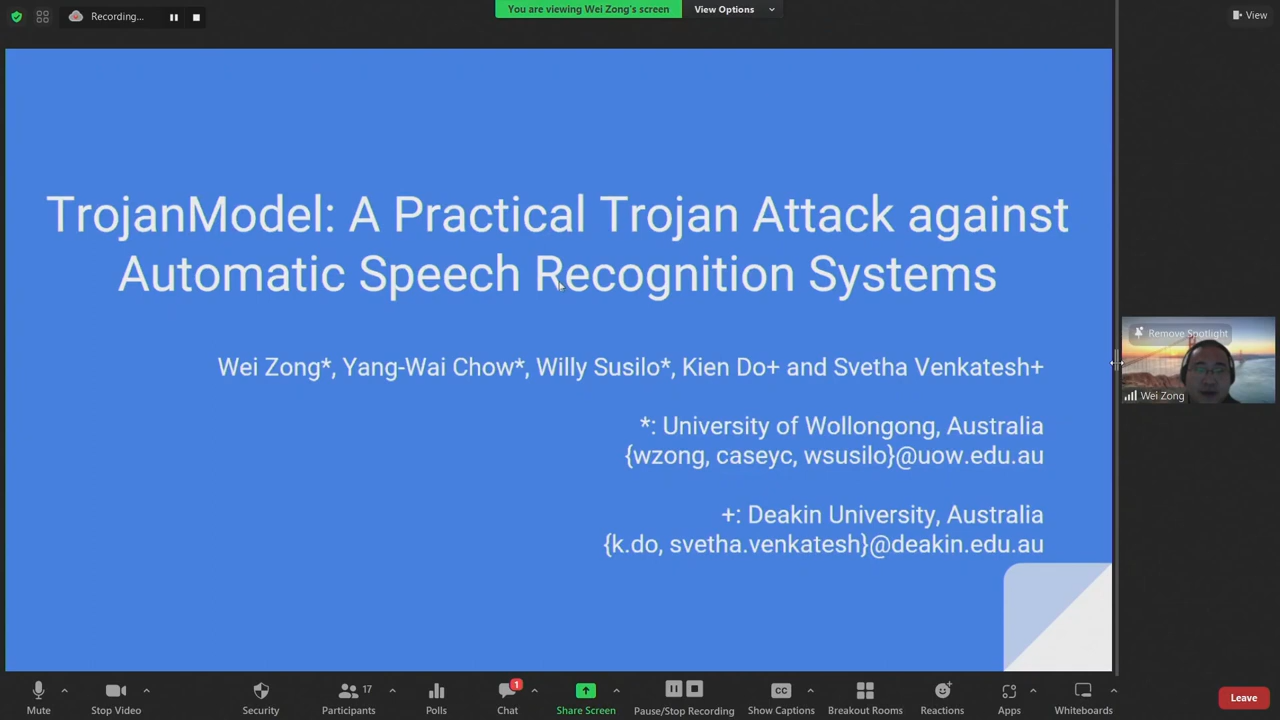 Recording...
You are viewing Wei Zong's screen
View Options
View
TrojanModel: A Practical Trojan Attack against
Automatic Speech Recognition Systems
Wei Zong*, Yang-Wai Chow*, Willy Susilo*, Kien Do+ and Svetha Venkatesh+
*: University of Wollongong, Australia
{wzong, caseyc, wsusilo}@uow.edu.au
+: Deakin University, Australia
{k.do, svetha.venkatesh}@deakin.edu.au
Remove Spotlight
Wei Zong
Mute
Stop Video
Security
17
Participants
Polls
1
Chat
Share Screen
Pause/Stop Recording
CC
Show Captions
Breakout Rooms
Reactions
Apps
Whiteboards
Leave